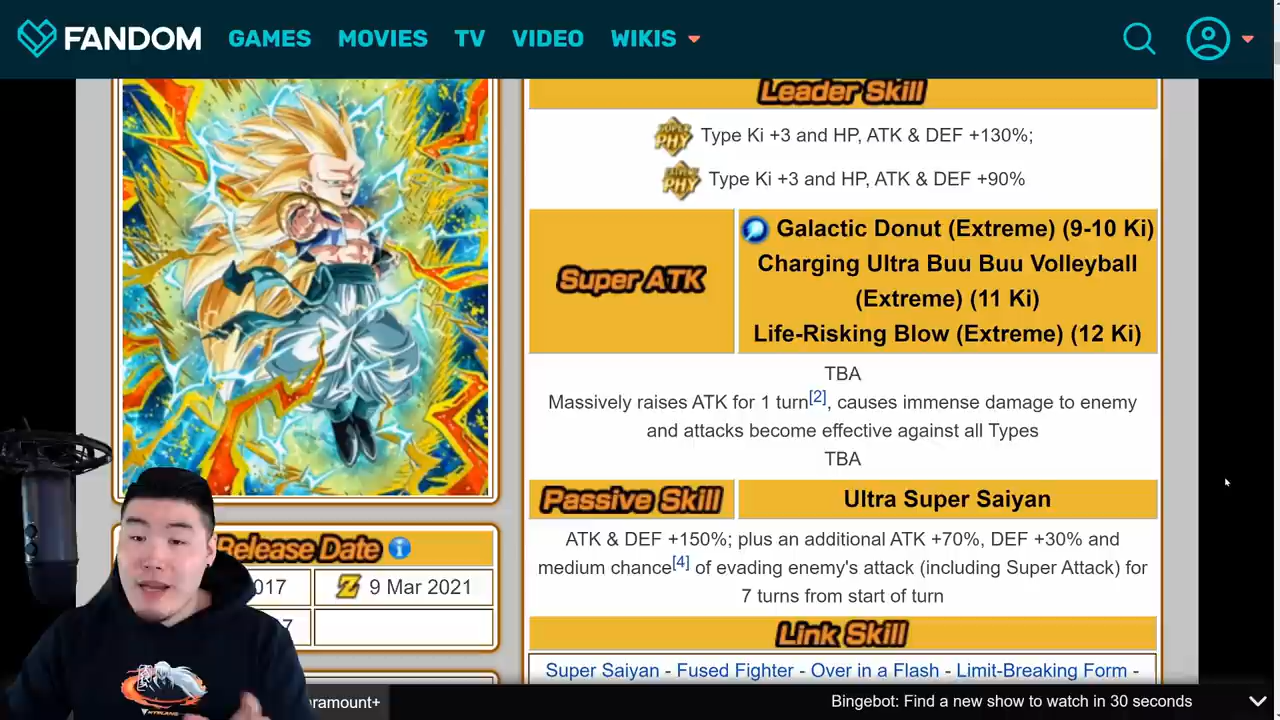 FANDOM GAMES MOVIES TV VIDEO WIKIS
Leader Skill
SUPER PHY Type Ki +3 and HP, ATK & DEF +130%;
PHY Type Ki +3 and HP, ATK & DEF +90%
Super ATK
Galactic Donut (Extreme) (9-10 Ki)
Charging Ultra Buu Buu Volleyball
(Extreme) (11 Ki)
Life-Risking Blow (Extreme) (12 Ki)
TBA
Massively raises ATK for 1 turn[2], causes immense damage to enemy
and attacks become effective against all Types
TBA
Passive Skill
Ultra Super Saiyan
ATK & DEF +150%; plus an additional ATK +70%, DEF +30% and
medium chance[4] of evading enemy's attack (including Super Attack) for
7 turns from start of turn
Link Skill
Super Saiyan - Fused Fighter - Over in a Flash - Limit-Breaking Form -
Release Date
017
Z 9 Mar 2021
7
ramount+
Bingebot: Find a new show to watch in 30 seconds